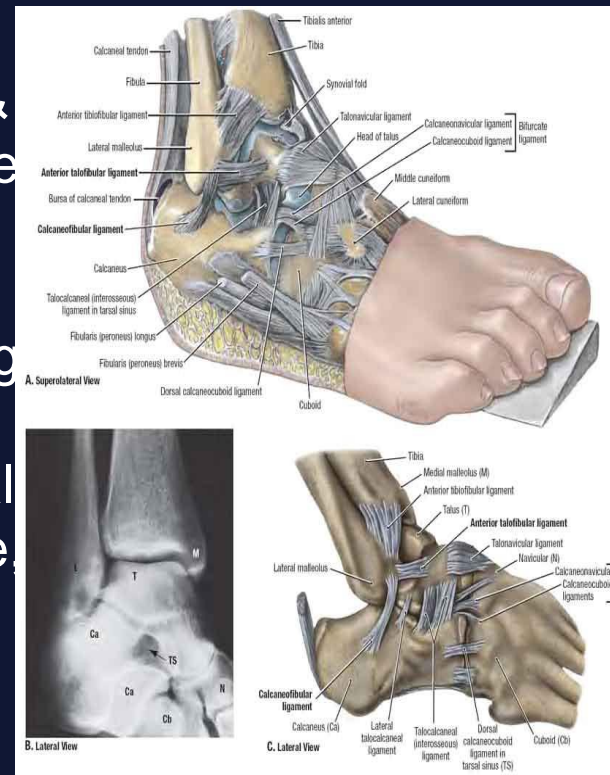 &
e
g
l
e,
Tibialis anterior
Calcaneal tendon
Tibia
Fibula
Synovial fold
Anterior tibiofibular ligament
Talonavicular ligament
Calcaneonavicular ligament
Bifurcate
ligament
Head of talus
Calcaneocuboid ligament
Lateral malleolus
Anterior talofibular ligament
Middle cuneiform
Bursa of calcaneal tendon
Lateral cuneiform
Calcaneofibular ligament
Calcaneus
Talocalcaneal (interosseous)
ligament in tarsal sinus
Fibularis (peroneus) longus
Fibularis (peroneus) brevis
A. Superolateral View
Dorsal calcaneocuboid ligament
Cuboid
L
T
M
Ca
TS
Ca
N
Cb
B. Lateral View
Tibia
Medial malleolus (M)
Anterior tibiofibular ligament
Talus (T)
Anterior talofibular ligament
Talonavicular ligament
Lateral malleolus
Navicular (N)
Calcaneonavicula
Calcaneocuboi
ligaments
Calcaneofibular
ligament
Calcaneus (Ca)
Lateral
talocalcaneal
ligament
Talocalcaneal
(interosseous)
ligament
Dorsal
calcaneocuboid
ligament in
tarsal sinus (TS)
Cuboid (Cb)
C. Lateral View